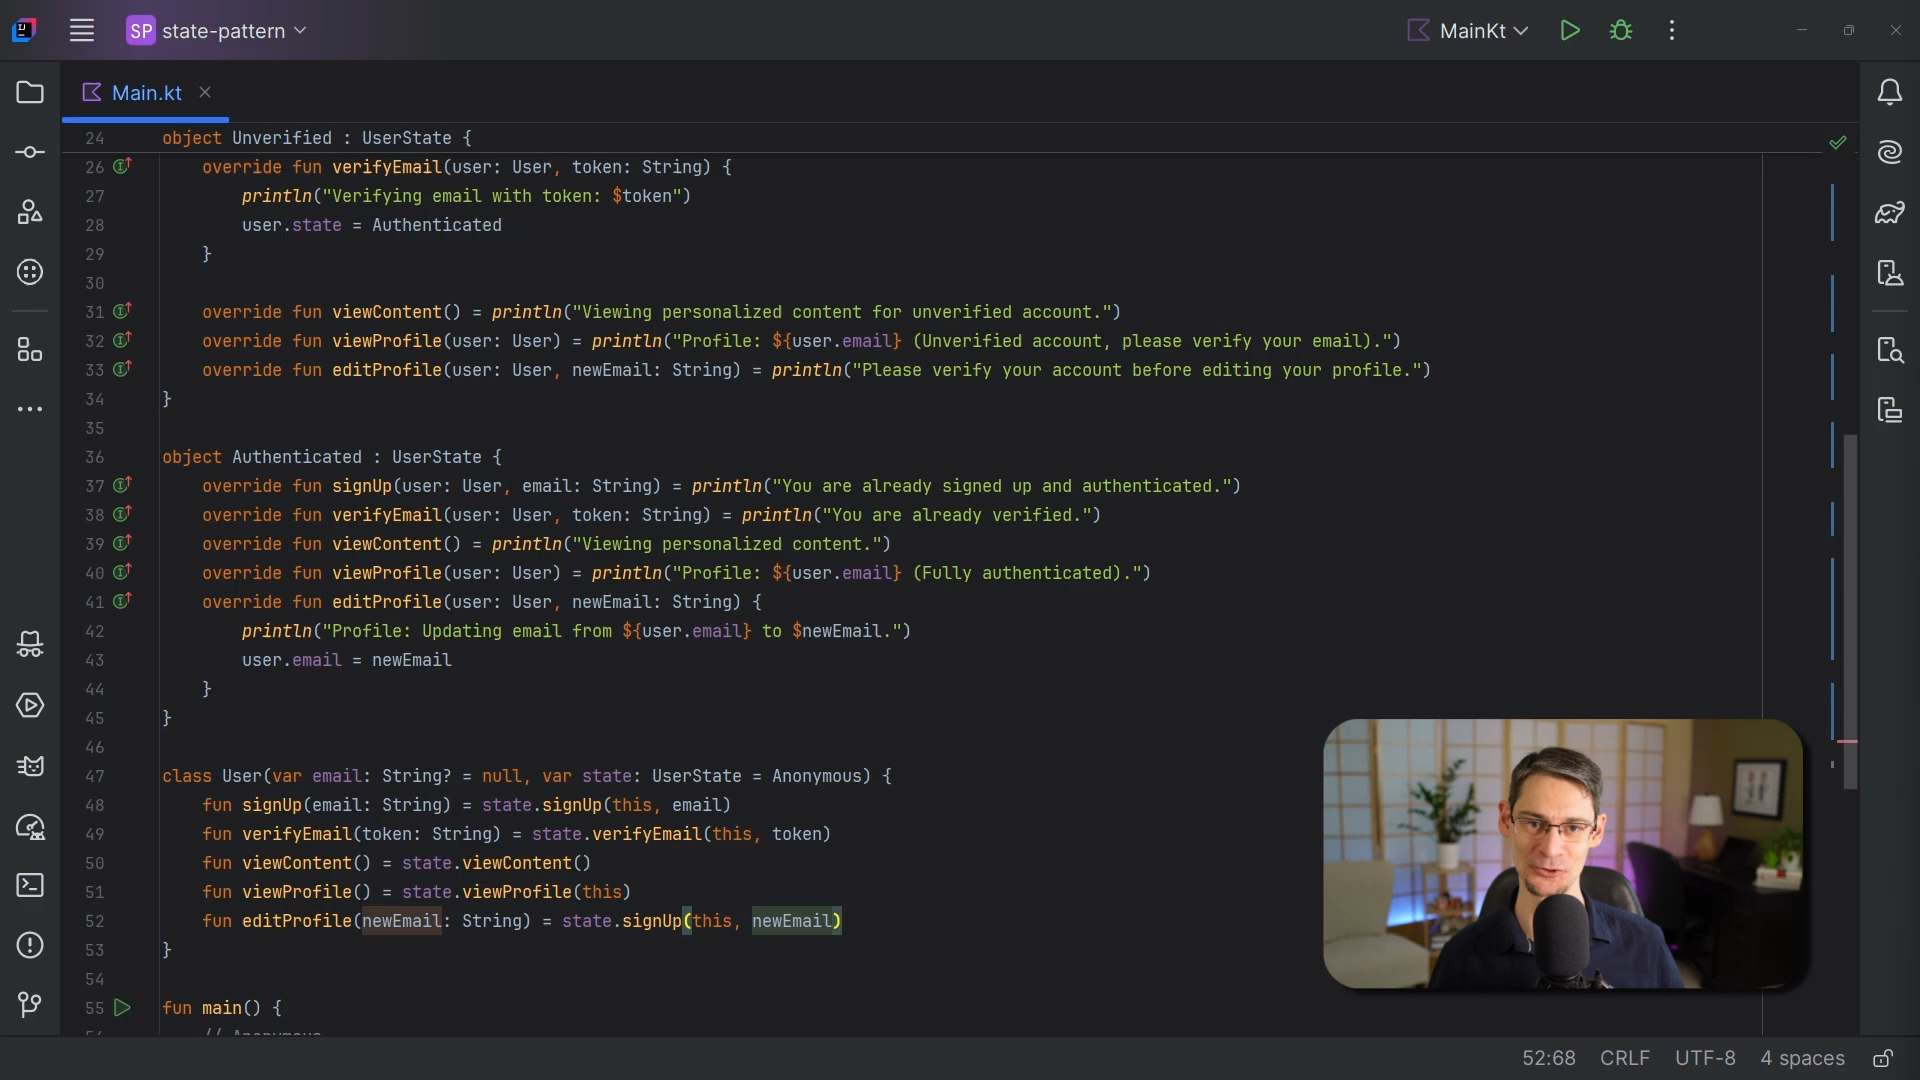 SP state-pattern
MainKt
Main.kt
24 object Unverified : UserState {
26 override fun verifyEmail(user: User, token: String) {
27 println("Verifying email with token: $token")
28 user.state = Authenticated
29 }
30
31 override fun viewContent() = println("Viewing personalized content for unverified account.")
32 override fun viewProfile(user: User) = println("Profile: ${user.email} (Unverified account, please verify your email).")
33 override fun editProfile(user: User, newEmail: String) = println("Please verify your account before editing your profile.")
34 }
35
36 object Authenticated : UserState {
37 override fun signUp(user: User, email: String) = println("You are already signed up and authenticated.")
38 override fun verifyEmail(user: User, token: String) = println("You are already verified.")
39 override fun viewContent() = println("Viewing personalized content.")
40 override fun viewProfile(user: User) = println("Profile: ${user.email} (Fully authenticated).")
41 override fun editProfile(user: User, newEmail: String) {
42 println("Profile: Updating email from ${user.email} to $newEmail.")
43 user.email = newEmail
44 }
45 }
46
47 class User(var email: String? = null, var state: UserState = Anonymous) {
48 fun signUp(email: String) = state.signUp(this, email)
49 fun verifyEmail(token: String) = state.verifyEmail(this, token)
50 fun viewContent() = state.viewContent()
51 fun viewProfile() = state.viewProfile(this)
52 fun editProfile(newEmail: String) = state.signUp(this, newEmail)
53 }
54
55 fun main() {
// Anonymous
52:68 CRLF UTF-8 4 spaces